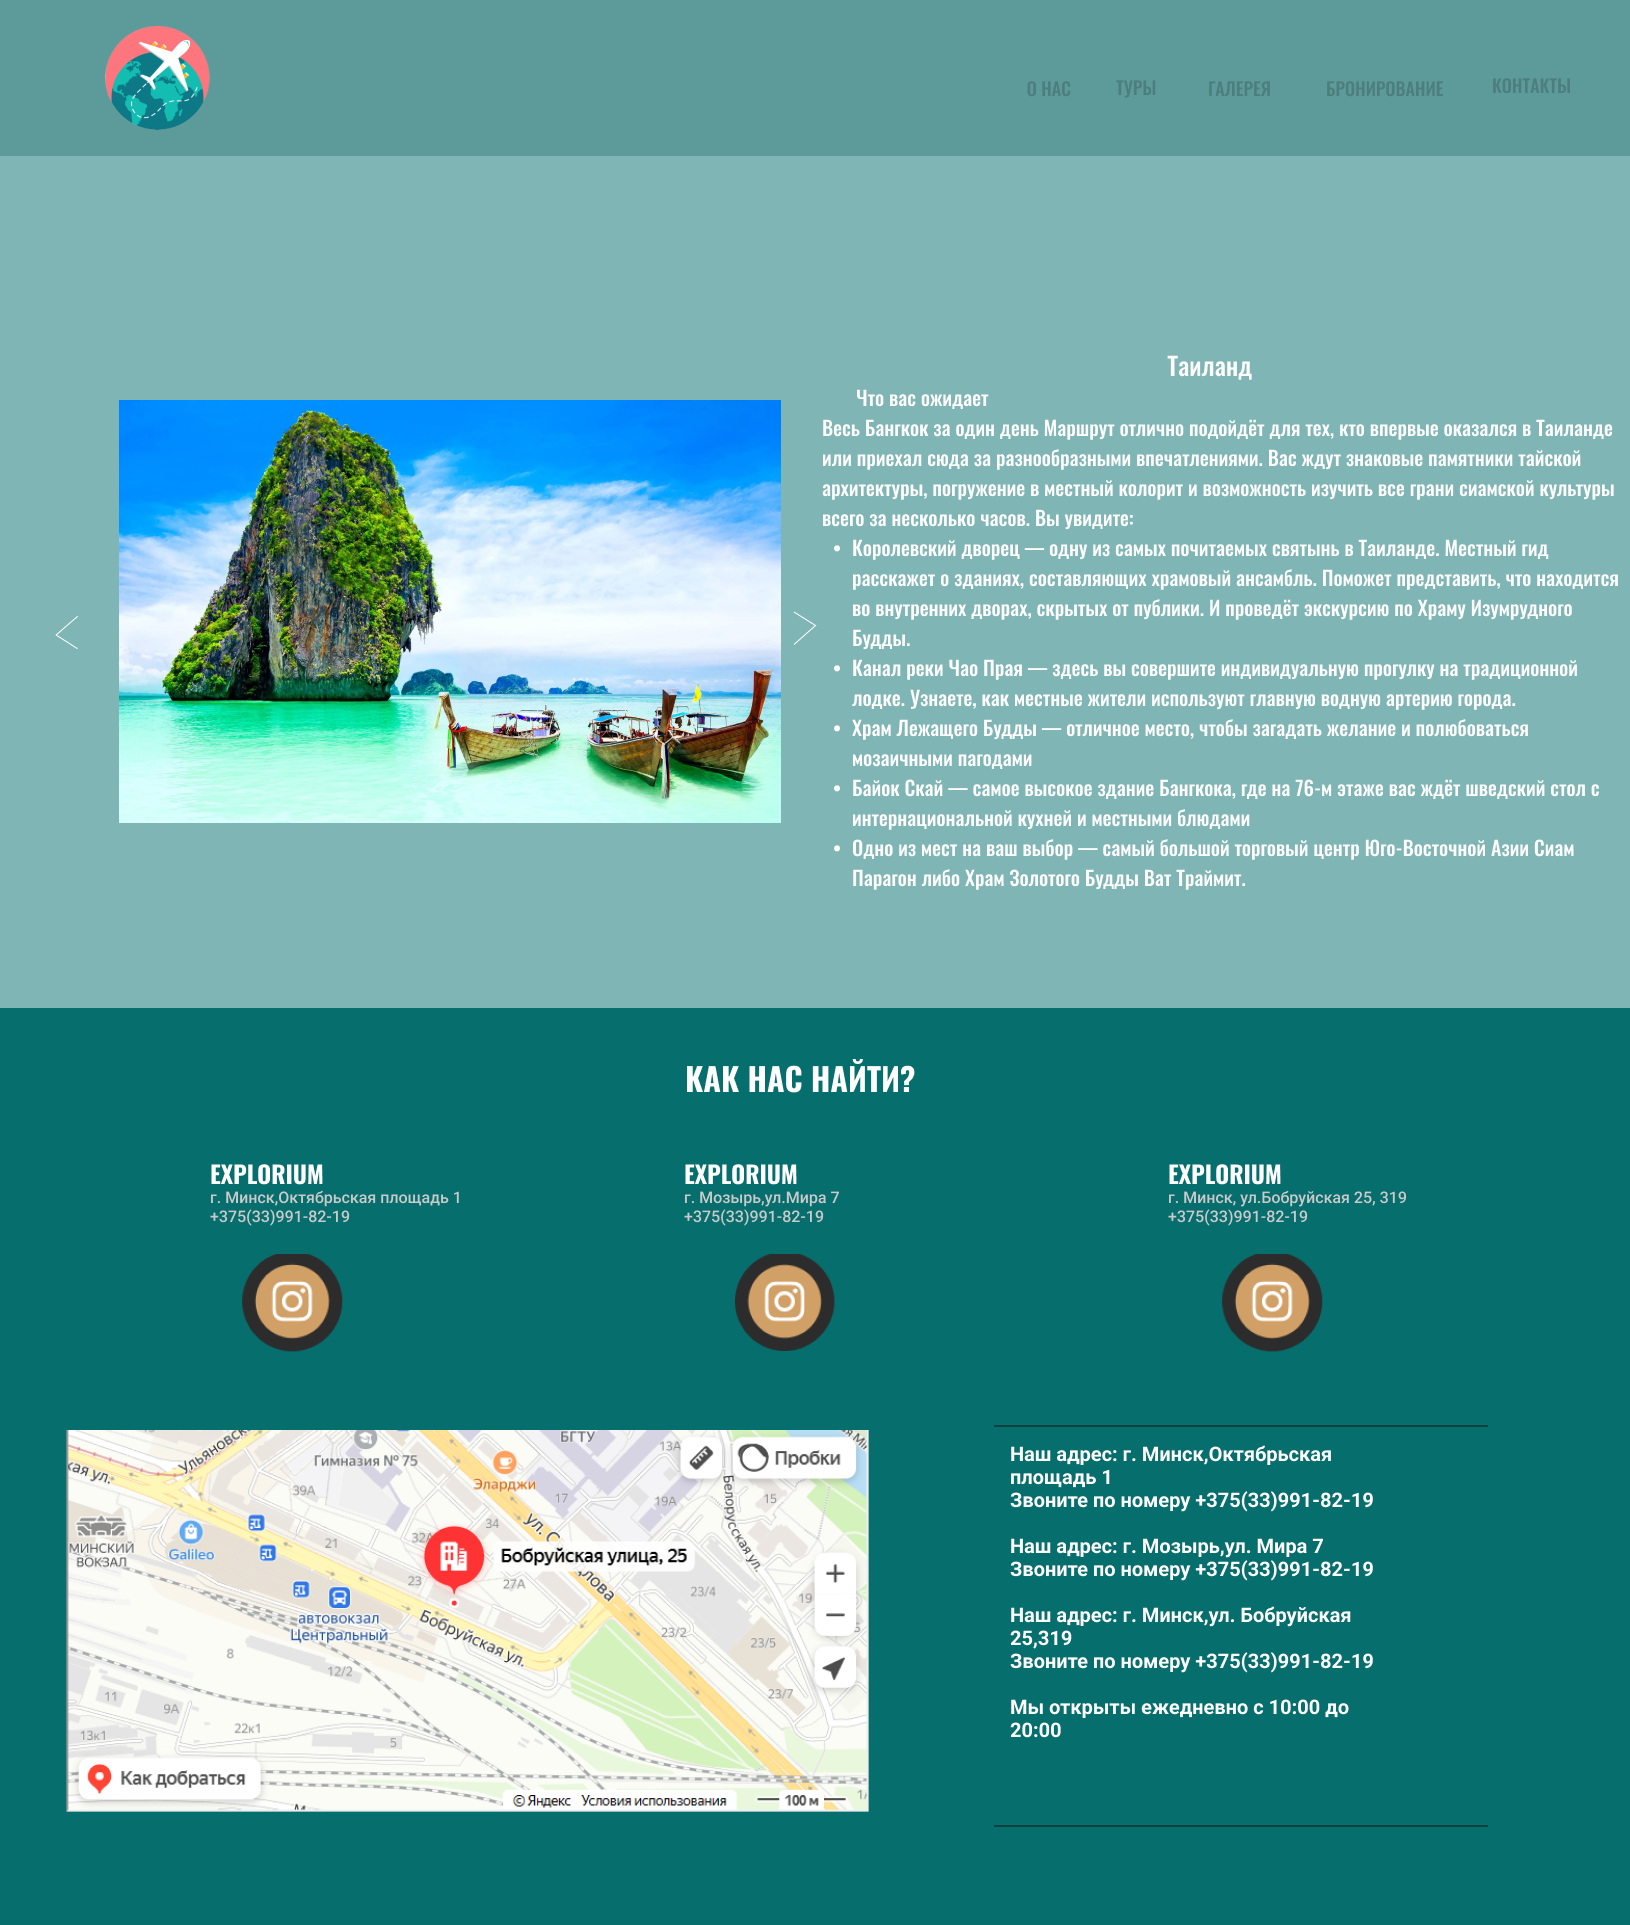 О НАС
ТУРЫ
ГАЛЕРЕЯ
БРОНИРОВАНИЕ
КОНТАКТЫ
Таиланд
Что вас ожидает
Весь Бангкок за один день Маршрут отлично подойдёт для тех, кто впервые оказался в Таиланде
или приехал сюда за разнообразными впечатлениями. Вас ждут знаковые памятники тайской
архитектуры, погружение в местный колорит и возможность изучить все грани сиамской культуры
всего за несколько часов. Вы увидите:
• Королевский дворец — одну из самых почитаемых святынь в Таиланде. Местный гид
расскажет о зданиях, составляющих храмовый ансамбль. Поможет представить, что находится
во внутренних дворах, скрытых от публики. И проведёт экскурсию по Храму Изумрудного
Будды.
• Канал реки Чао Прая — здесь вы совершите индивидуальную прогулку на традиционной
лодке. Узнаете, как местные жители используют главную водную артерию города.
• Храм Лежащего Будды — отличное место, чтобы загадать желание и полюбоваться
мозаичными пагодами
• Байок Скай — самое высокое здание Бангкока, где на 76-м этаже вас ждёт шведский стол с
интернациональной кухней и местными блюдами
• Одно из мест на ваш выбор — самый большой торговый центр Юго-Восточной Азии Сиам
Парагон либо Храм Золотого Будды Ват Траймит.
КАК НАС НАЙТИ?
EXPLORIUM
г. Минск,Октябрьская площадь 1
+375(33)991-82-19
EXPLORIUM
г. Мозырь,ул.Мира 7
+375(33)991-82-19
EXPLORIUM
г. Минск, ул.Бобруйская 25, 319
+375(33)991-82-19
кая ул.
Ульяновск
Гимназия № 75
БГТУ
13А
Пробки
Эларджи
39А
17
19А
15
Белорусская ул.
МИНСКИЙ
ВОКЗАЛ
Galileo
21
32А
34
ул. С
лова
Бобруйская улица, 25
23
27А
23/4
19
автовокзал
Центральный
Бобруйская ул.
8
12/2
23/2
23/5
23/7
11
9А
13к1
22к1
5
Как добраться
© Яндекс Условия использования
100 м
Наш адрес: г. Минск,Октябрьская
площадь 1
Звоните по номеру +375(33)991-82-19
Наш адрес: г. Мозырь,ул. Мира 7
Звоните по номеру +375(33)991-82-19
Наш адрес: г. Минск,ул. Бобруйская
25,319
Звоните по номеру +375(33)991-82-19
Мы открыты ежедневно с 10:00 до
20:00